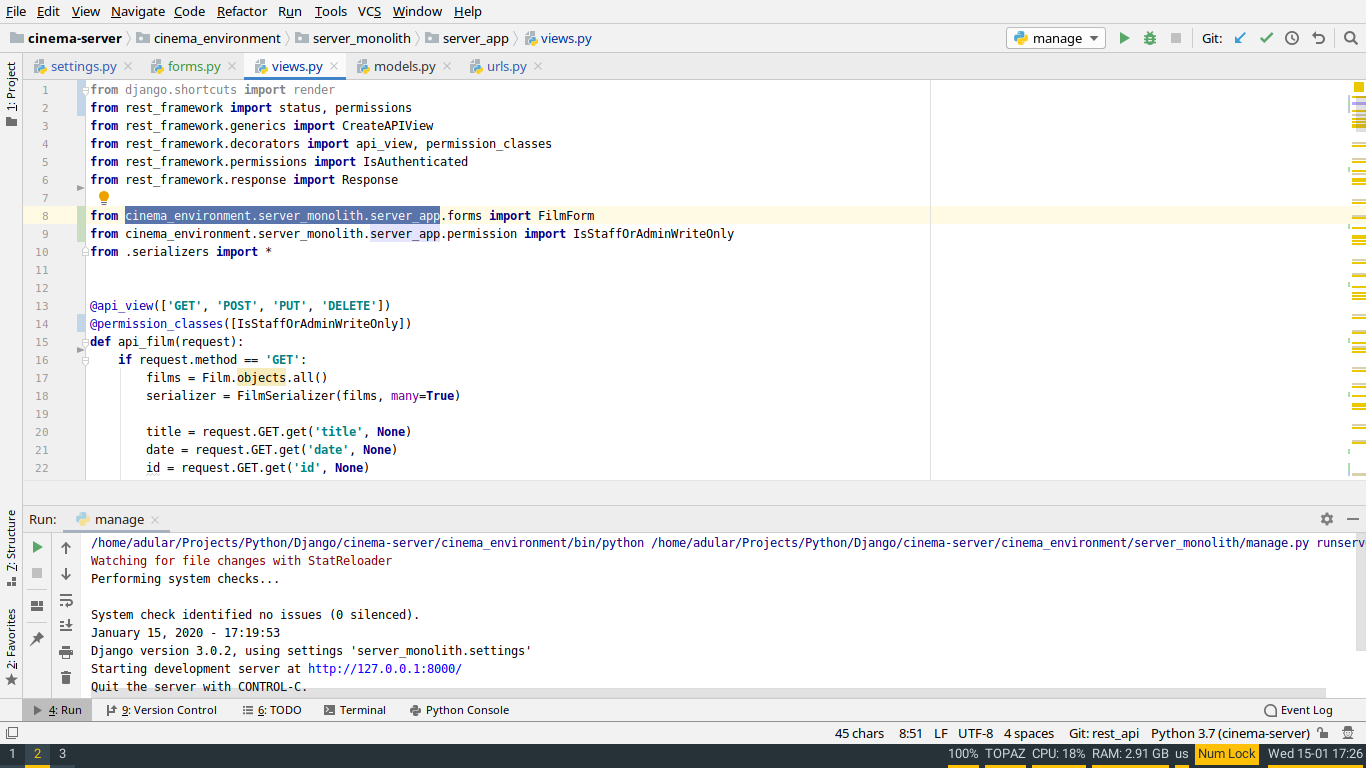 File Edit View Navigate Code Refactor Run Tools VCS Window Help
cinema-server cinema_environment server_monolith server_app views.py manage Git:
settings.py forms.py views.py models.py urls.py
1: Project
1 from django.shortcuts import render
2 from rest_framework import status, permissions
3 from rest_framework.generics import CreateAPIView
4 from rest_framework.decorators import api_view, permission_classes
5 from rest_framework.permissions import IsAuthenticated
6 from rest_framework.response import Response
7
8 from cinema_environment.server_monolith.server_app.forms import FilmForm
9 from cinema_environment.server_monolith.server_app.permission import IsStaffOrAdminWriteOnly
10 from .serializers import *
11
12
13 @api_view(['GET', 'POST', 'PUT', 'DELETE'])
14 @permission_classes([IsStaffOrAdminWriteOnly])
15 def api_film(request):
16 if request.method == 'GET':
17 films = Film.objects.all()
18 serializer = FilmSerializer(films, many=True)
19
20 title = request.GET.get('title', None)
21 date = request.GET.get('date', None)
22 id = request.GET.get('id', None)
7: Structure
2: Favorites
Run: manage
/home/adular/Projects/Python/Django/cinema-server/cinema_environment/bin/python /home/adular/Projects/Python/Django/cinema-server/cinema_environment/server_monolith/manage.py runserv
Watching for file changes with StatReloader
Performing system checks...
System check identified no issues (0 silenced).
January 15, 2020 - 17:19:53
Django version 3.0.2, using settings 'server_monolith.settings'
Starting development server at http://127.0.0.1:8000/
Quit the server with CONTROL-C.
4: Run 9: Version Control 6: TODO Terminal Python Console Event Log
45 chars 8:51 LF UTF-8 4 spaces Git: rest_api Python 3.7 (cinema-server)
1 2 3 100% TOPAZ CPU: 18% RAM: 2.91 GB us Num Lock Wed 15-01 17:26